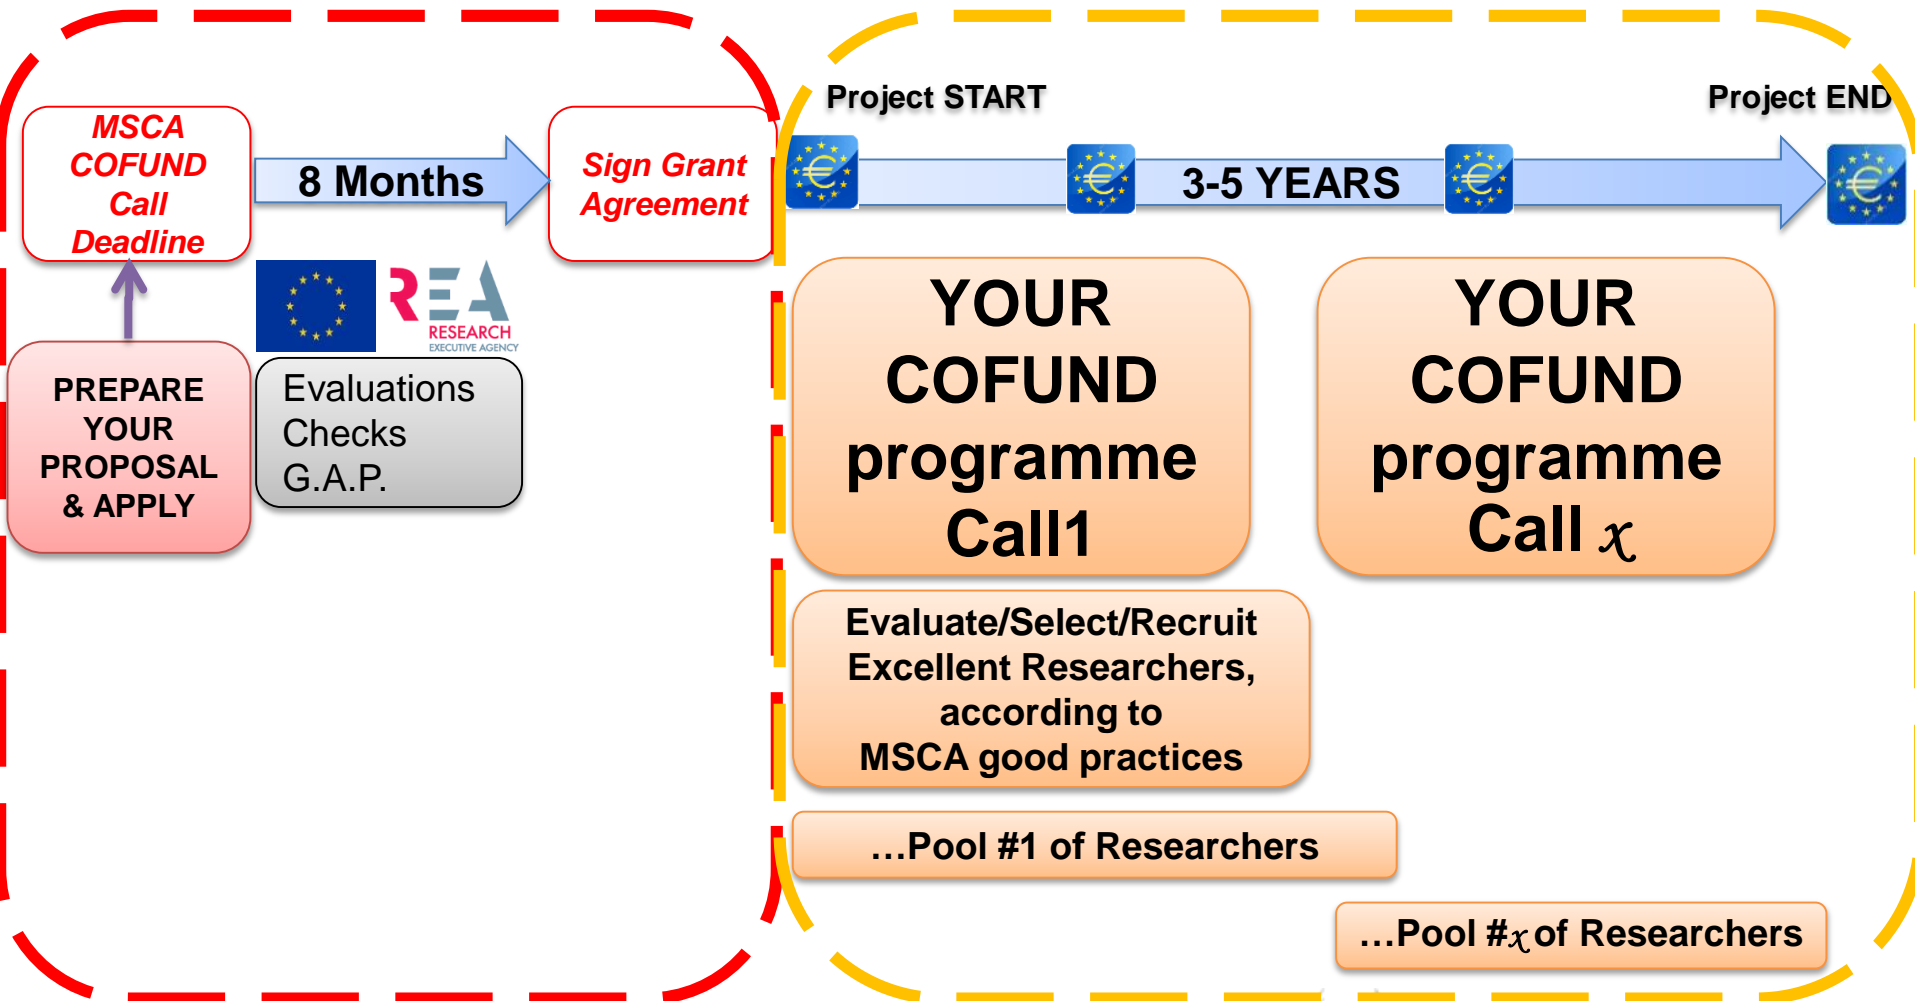 MSCA
COFUND
Call
Deadline
8 Months
Sign Grant
Agreement
Project START
Project END
3-5 YEARS
PREPARE
YOUR
PROPOSAL
& APPLY
REA
RESEARCH
EXECUTIVE AGENCY
Evaluations
Checks
G.A.P.
YOUR
COFUND
programme
Call1
YOUR
COFUND
programme
Call x
Evaluate/Select/Recruit
Excellent Researchers,
according to
MSCA good practices
...Pool #1 of Researchers
...Pool #x of Researchers